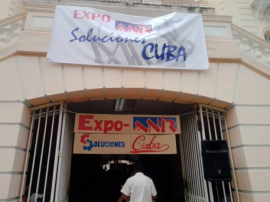 EXPO ANIR
Soluciones
CUBA
Expo-ANIR
SOLUCIONES Cuba